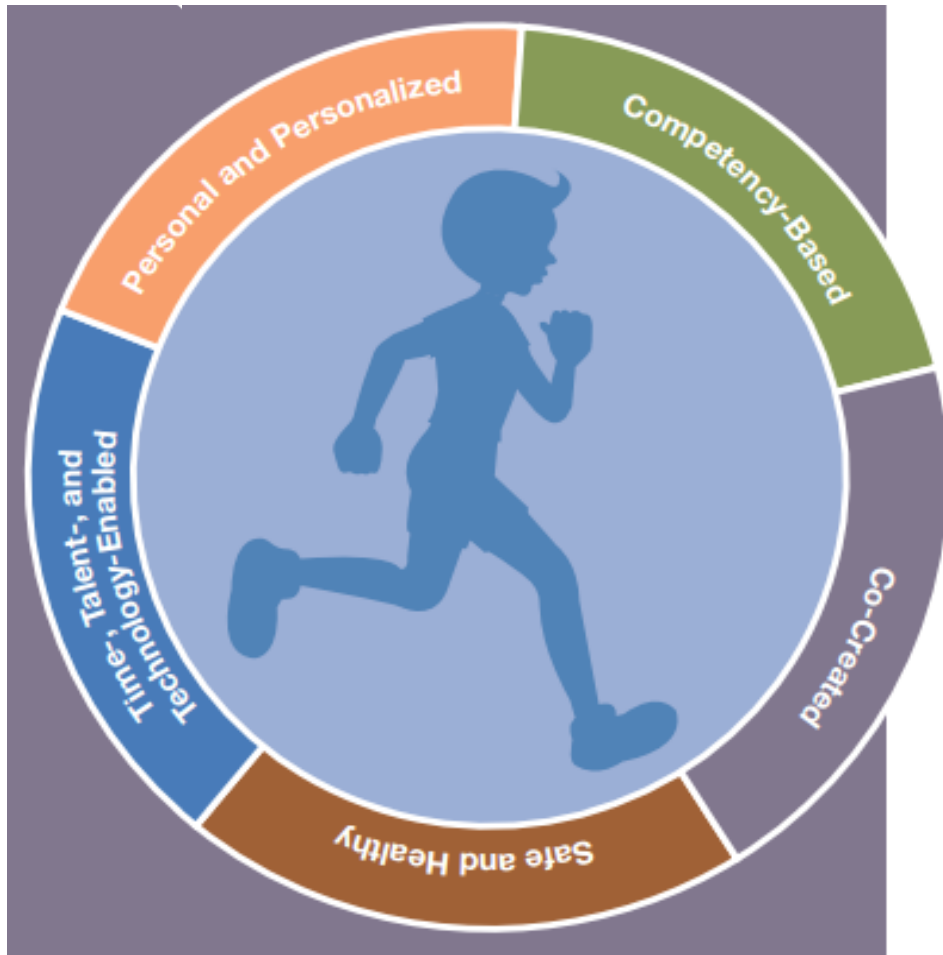 Personal and Personalized
Competency-Based
Co-Created
Safe and Healthy
Time-, Talent-, and
Technology-Enabled